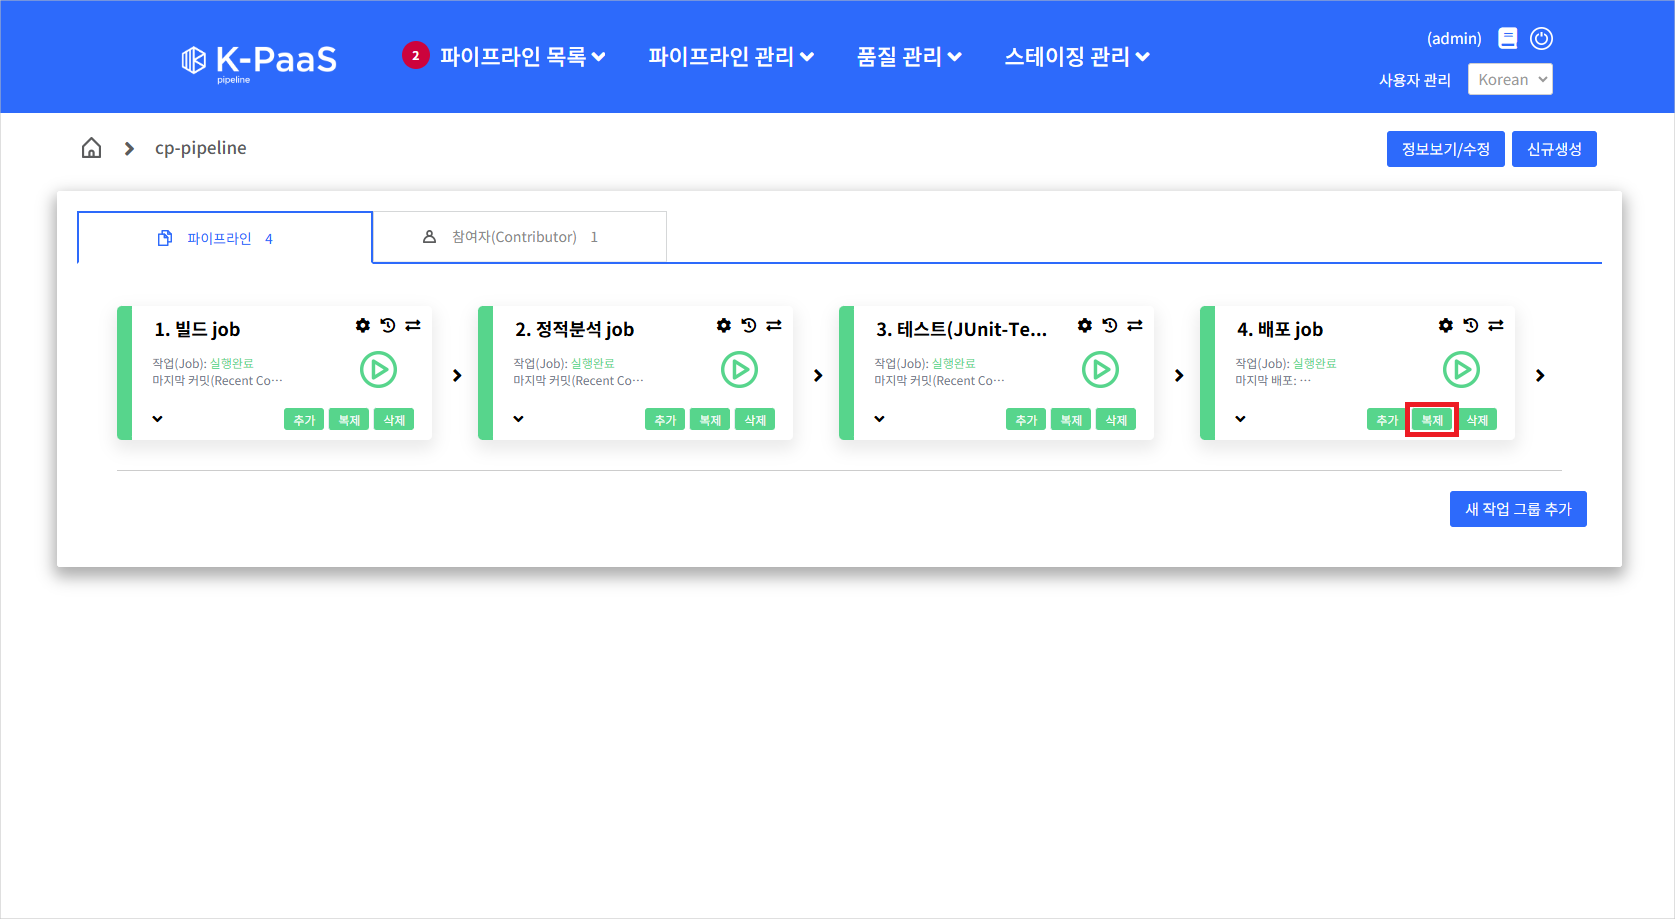 K-PaaS
pipeline
2
파이프라인 목록
파이프라인 관리
품질 관리
스테이징 관리
(admin)
사용자 관리
Korean
cp-pipeline
정보보기/수정
신규생성
파이프라인 4
참여자(Contributor) 1
1. 빌드 job
작업(Job): 실행완료
마지막 커밋(Recent Co···
추가
복제
삭제
2. 정적분석 job
작업(Job): 실행완료
마지막 커밋(Recent Co···
추가
복제
삭제
3. 테스트(JUnit-Te...
작업(Job): 실행완료
마지막 커밋(Recent Co···
추가
복제
삭제
4. 배포 job
작업(Job): 실행완료
마지막 배포: ···
추가
복제
삭제
새 작업 그룹 추가